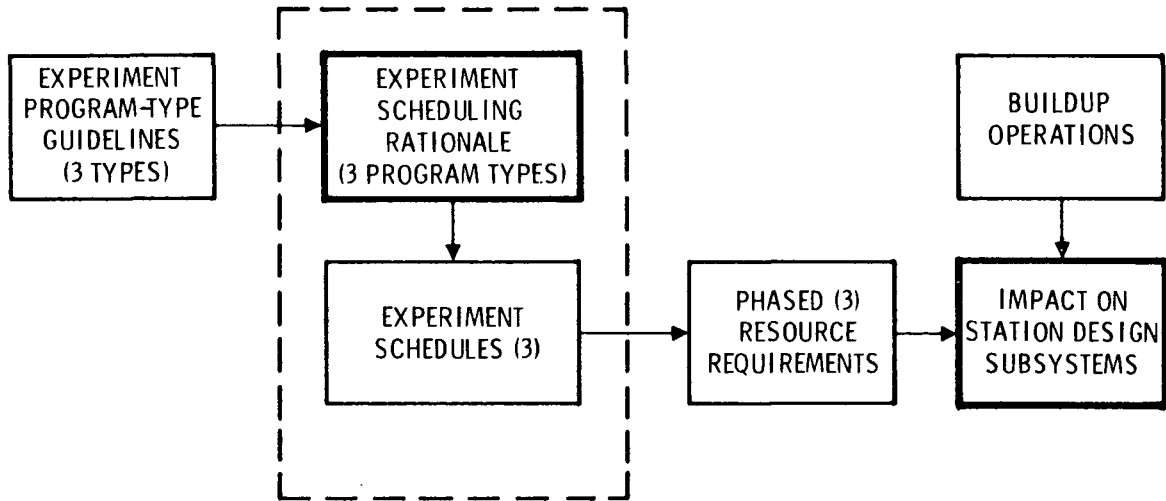 EXPERIMENT
PROGRAM-TYPE
GUIDELINES
(3 TYPES)
EXPERIMENT
SCHEDULING
RATIONALE
(3 PROGRAM TYPES)
EXPERIMENT
SCHEDULES (3)
PHASED (3)
RESOURCE
REQUIREMENTS
BUILDUP
OPERATIONS
IMPACT ON
STATION DESIGN
SUBSYSTEMS